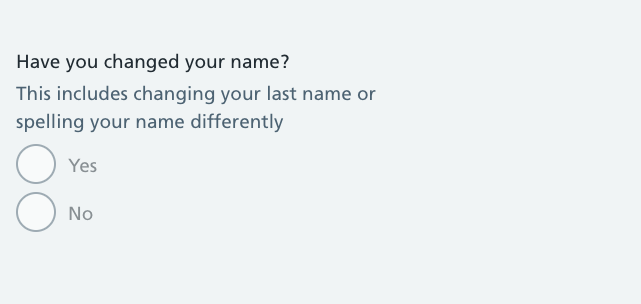 Have you changed your name?
This includes changing your last name or
spelling your name differently
Yes
No